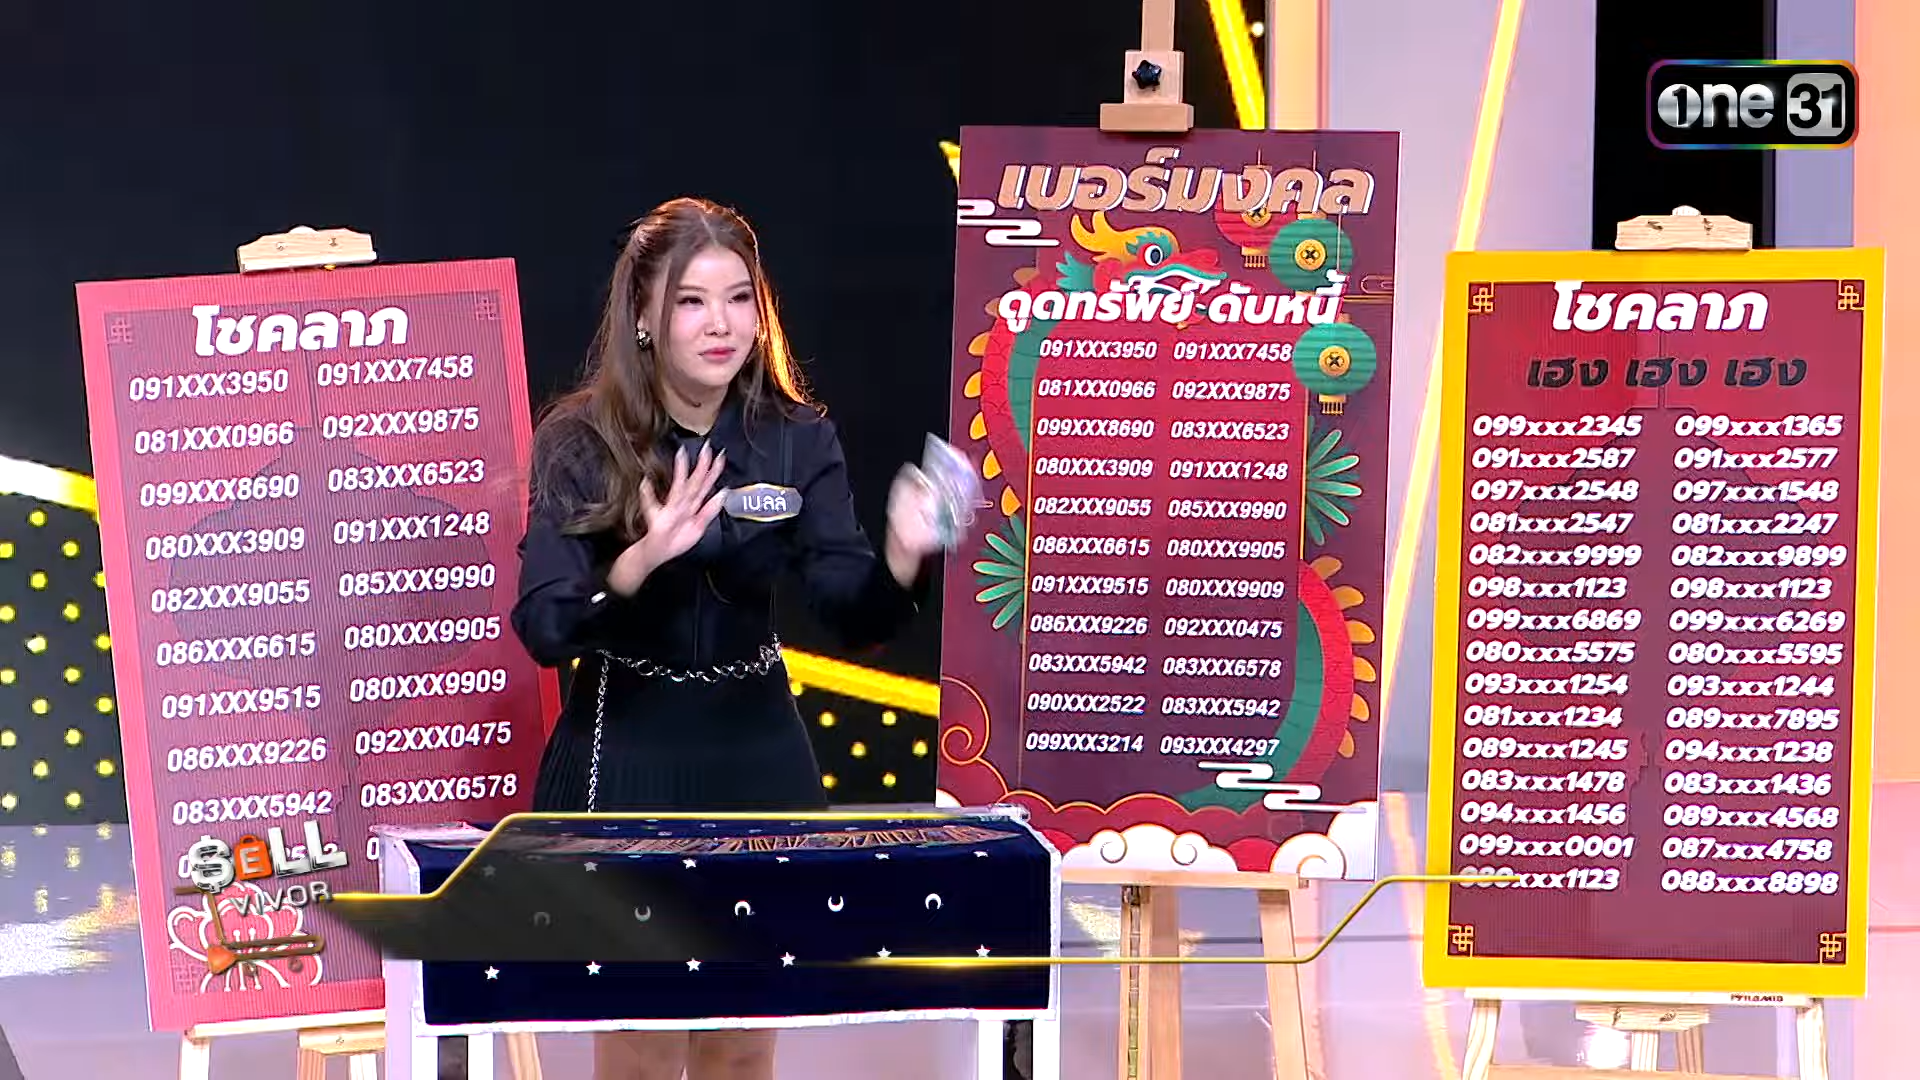 one 31
โชคลาภ
091XXX3950 091XXX7458
081XXX0966 092XXX9875
099XXX8690 083XXX6523
080XXX3909 091XXX1248
082XXX9055 085XXX9990
086XXX6615 080XXX9905
091XXX9515 080XXX9909
086XXX9226 092XXX0475
083XXX5942 083XXX6578
เบลล์
เบอร์มงคล
ดูดทรัพย์-ดับหนี้
091XXX3950 091XXX7458
081XXX0966 092XXX9875
099XXX8690 083XXX6523
080XXX3909 091XXX1248
082XXX9055 085XXX9990
086XXX6615 080XXX9905
091XXX9515 080XXX9909
086XXX9226 092XXX0475
083XXX5942 083XXX6578
090XXX2522 083XXX5942
099XXX3214 093XXX4297
โชคลาภ
เฮง เฮง เฮง
099xxx2345 099xxx1365
091xxx2587 091xxx2577
097xxx2548 097xxx1548
081xxx2547 081xxx2247
082xxx9999 082xxx9899
098xxx1123 098xxx1123
099xxx6869 099xxx6269
080xxx5575 080xxx5595
093xxx1254 093xxx1244
081xxx1234 089xxx7895
089xxx1245 094xxx1238
083xxx1478 083xxx1436
094xxx1456 089xxx4568
099xxx0001 087xxx4758
xxx1123 088xxx8898
SELL
VIVOR